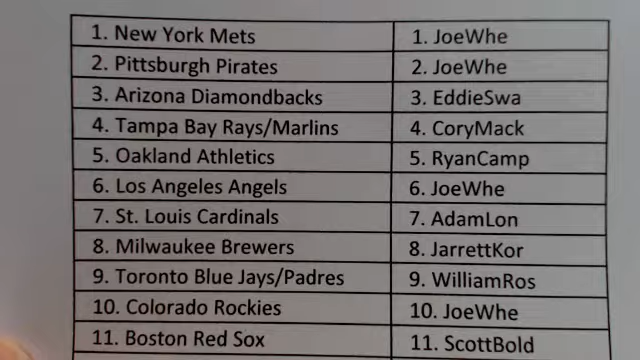 1. New York Mets 1. JoeWhe
2. Pittsburgh Pirates 2. JoeWhe
3. Arizona Diamondbacks 3. EddieSwa
4. Tampa Bay Rays/Marlins 4. CoryMack
5. Oakland Athletics 5. RyanCamp
6. Los Angeles Angels 6. JoeWhe
7. St. Louis Cardinals 7. AdamLon
8. Milwaukee Brewers 8. JarrettKor
9. Toronto Blue Jays/Padres 9. WilliamRos
10. Colorado Rockies 10. JoeWhe
11. Boston Red Sox 11. ScottBold